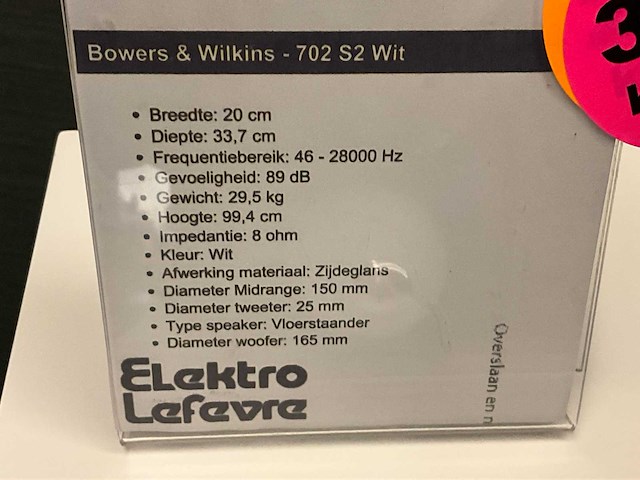 Bowers & Wilkins - 702 S2 Wit
• Breedte: 20 cm
• Diepte: 33,7 cm
• Frequentiebereik: 46 - 28000 Hz
• Gevoeligheid: 89 dB
• Gewicht: 29,5 kg
• Hoogte: 99,4 cm
• Impedantie: 8 ohm
• Kleur: Wit
• Afwerking materiaal: Zijdeglans
• Diameter Midrange: 150 mm
• Diameter tweeter: 25 mm
• Type speaker: Vloerstaander
• Diameter woofer: 165 mm
Elektro
Lefevre
Overslaan en n